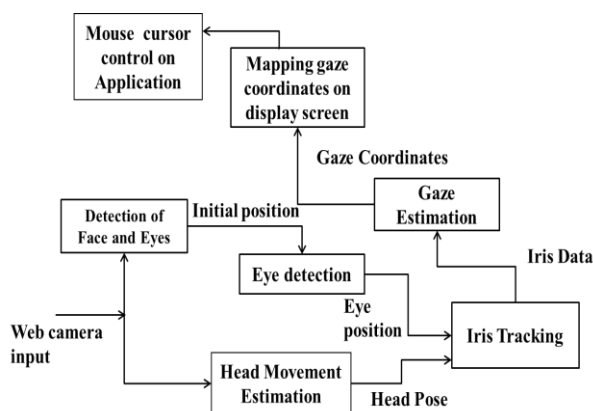 Mouse cursor
control on
Application
Mapping gaze
coordinates on
display screen
Gaze Coordinates
Gaze
Estimation
Detection of
Face and Eyes
Initial position
Eye detection
Iris Data
Eye
position
Iris Tracking
Web camera
input
Head Movement
Estimation
Head Pose